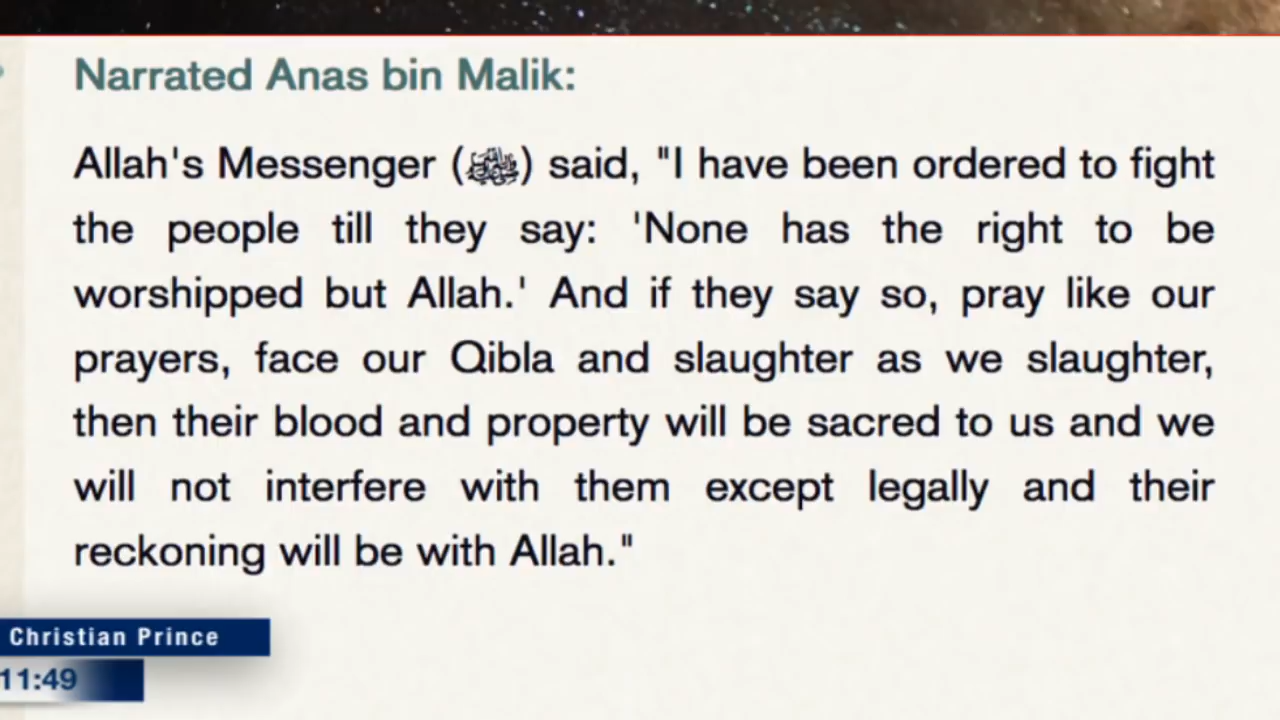 Narrated Anas bin Malik:
Allah's Messenger (ﷺ) said, "I have been ordered to fight
the people till they say: 'None has the right to be
worshipped but Allah.' And if they say so, pray like our
prayers, face our Qibla and slaughter as we slaughter,
then their blood and property will be sacred to us and we
will not interfere with them except legally and their
reckoning will be with Allah."
Christian Prince
11:49